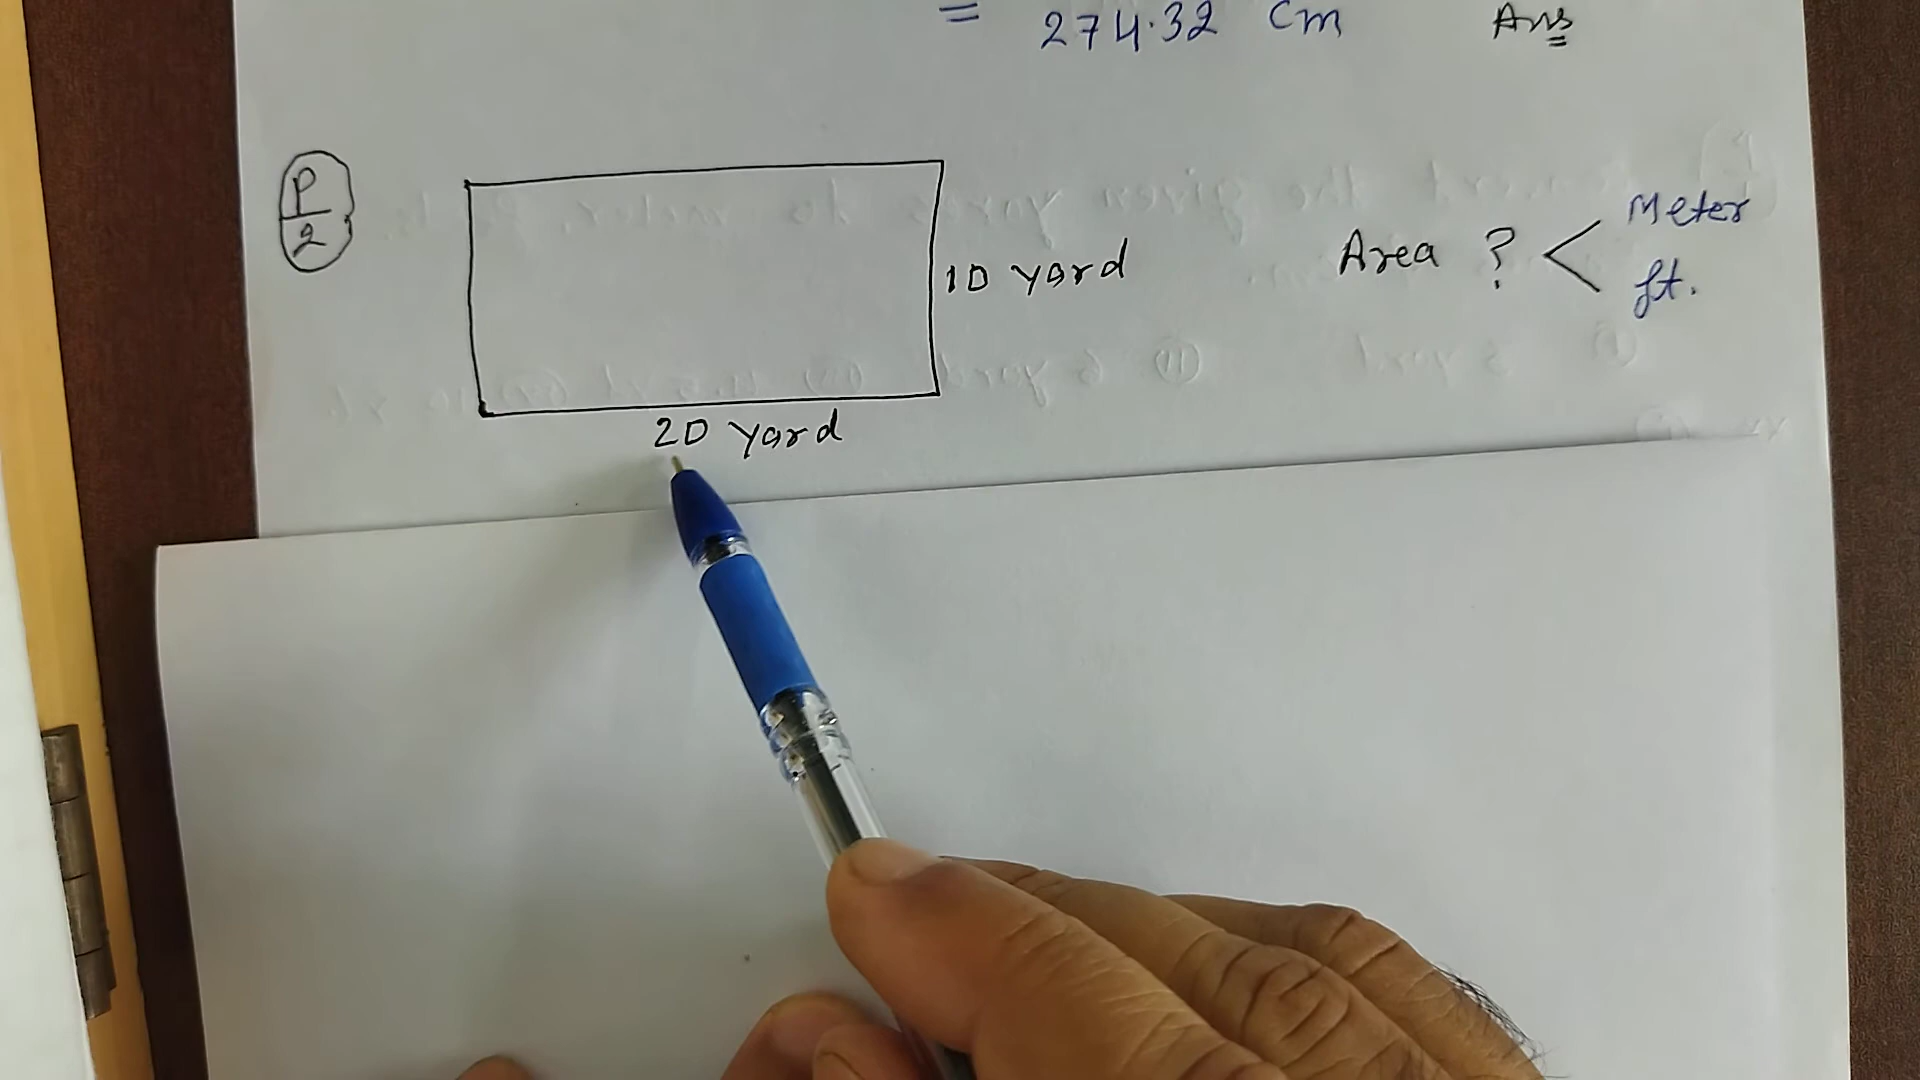 = 274.32 Cm Ans
P/2
10 yard
Area ? < Meter
ft.
20 yard